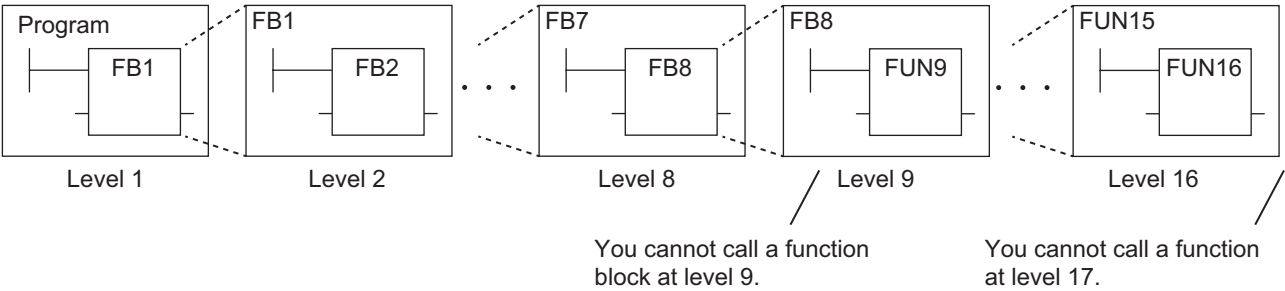 Program
FB1
FB1
FB2
. . .
FB7
FB8
FB8
FUN9
. . .
FUN15
FUN16
Level 1
Level 2
Level 8
Level 9
Level 16
You cannot call a function
block at level 9.
You cannot call a function
at level 17.